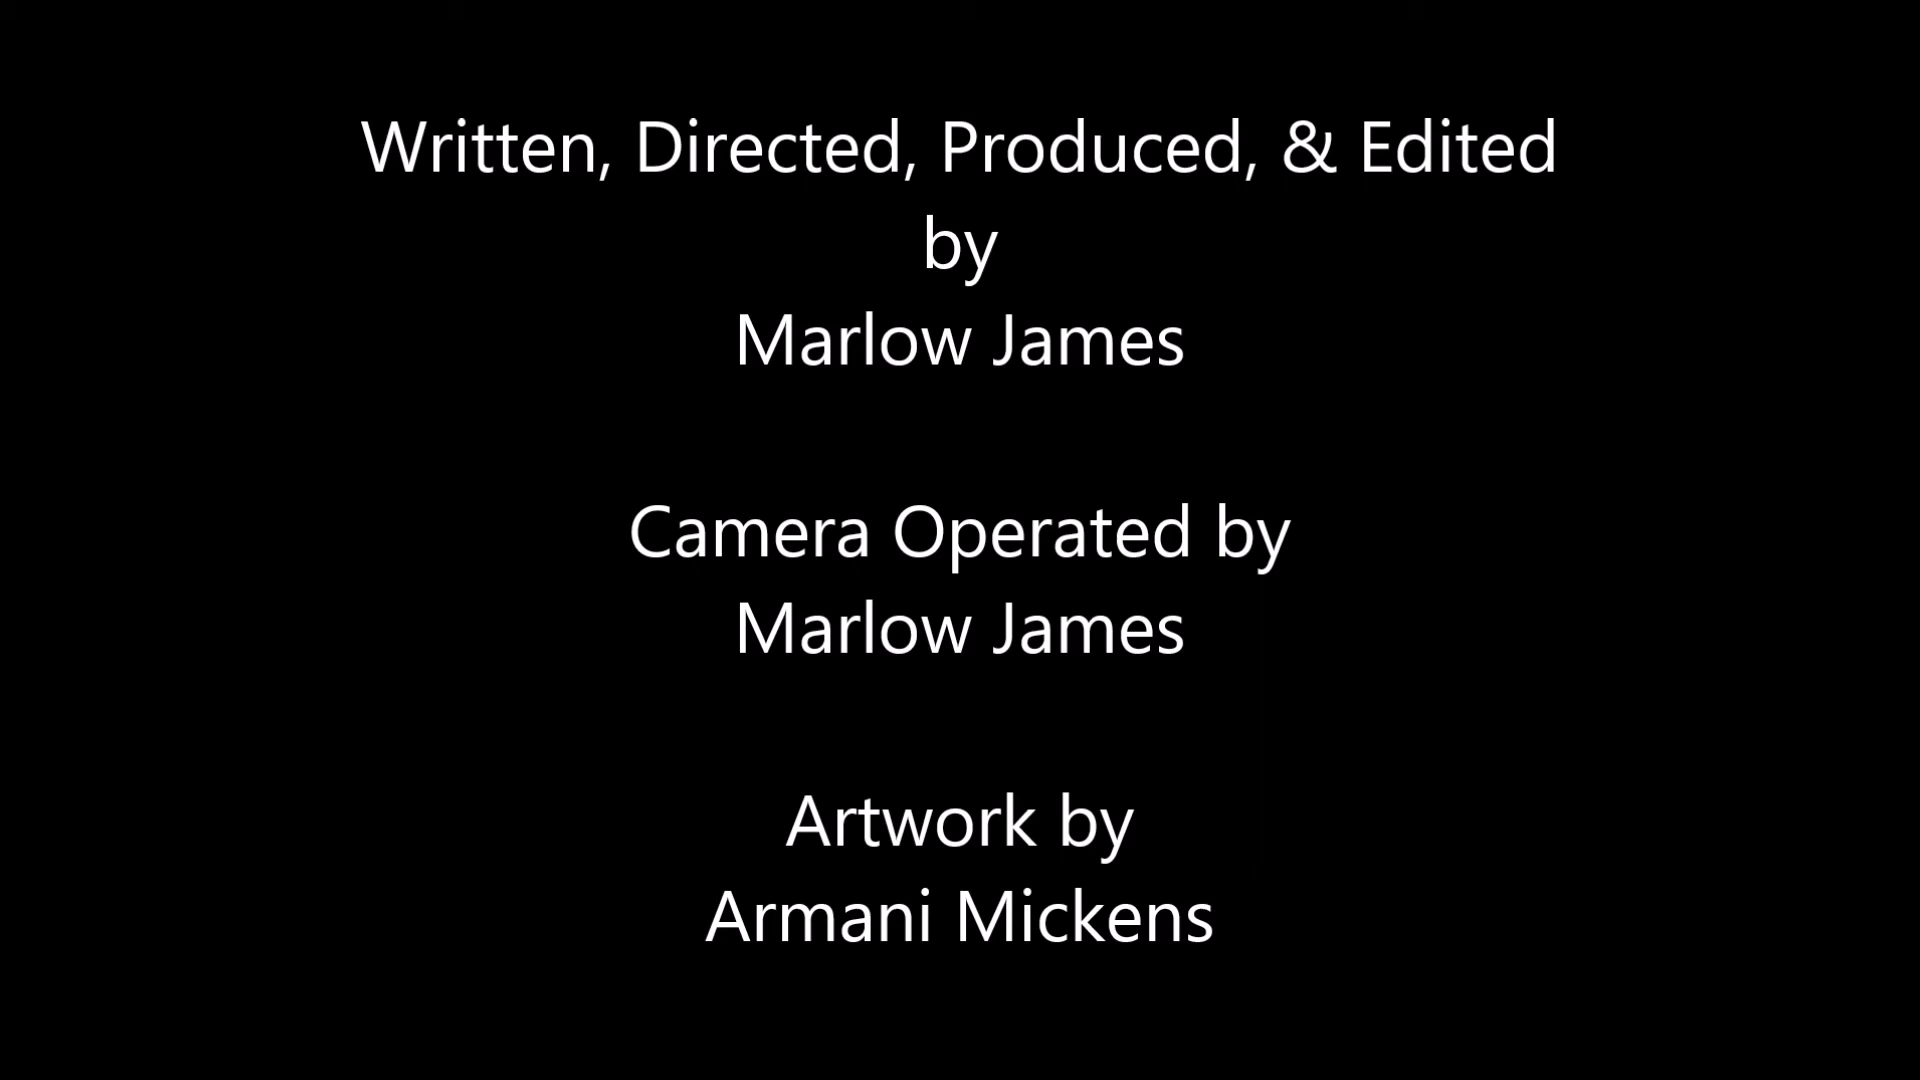 Written, Directed, Produced, & Edited
by
Marlow James
Camera Operated by
Marlow James
Artwork by
Armani Mickens